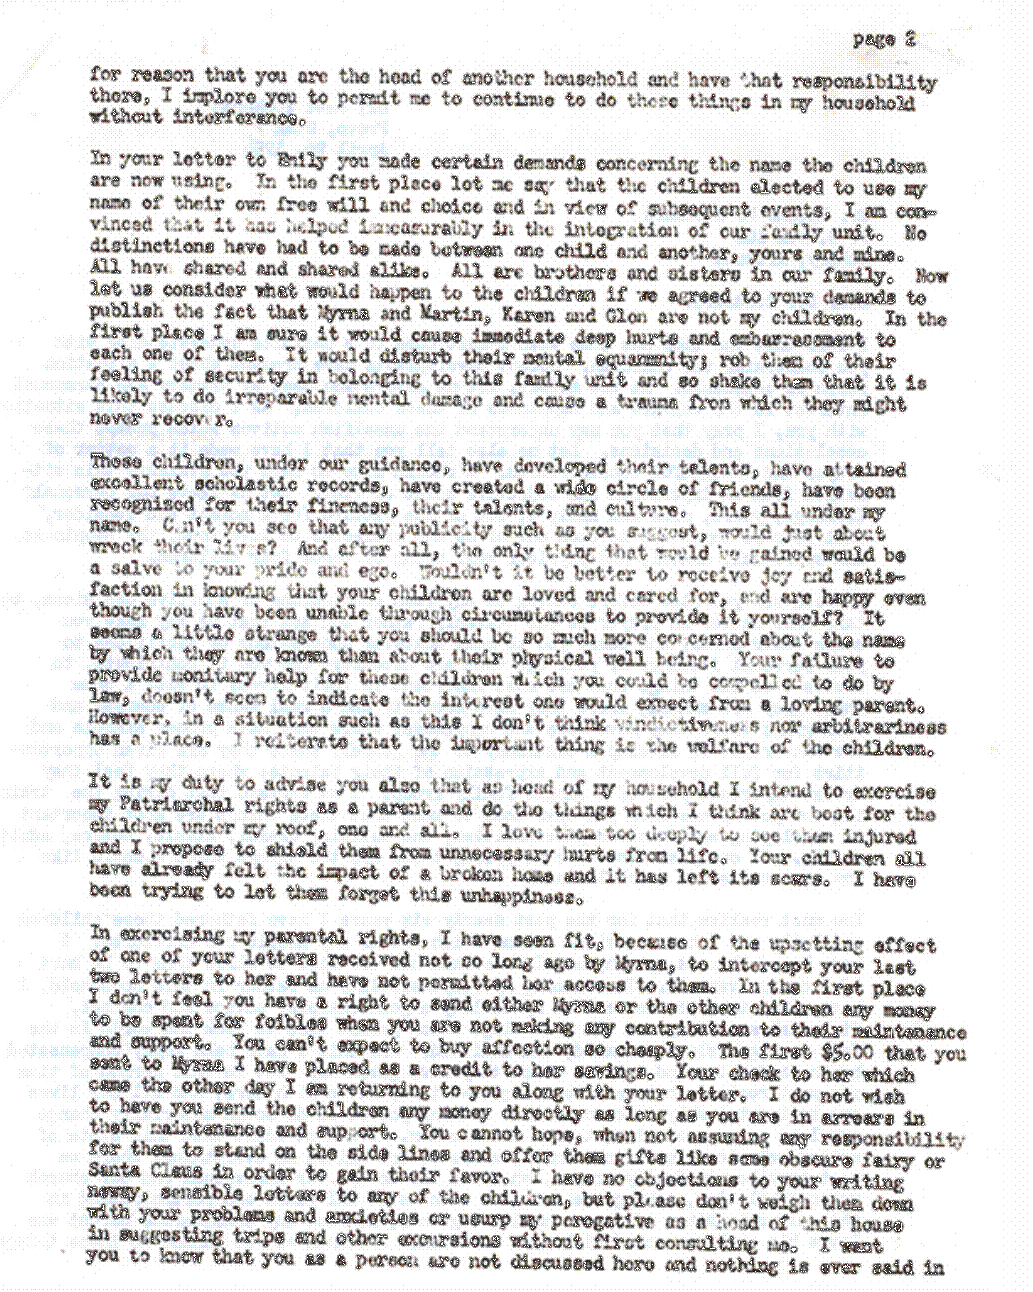 page 2
for reason that you are the head of another household and have that responsibility
there, I implore you to permit me to continue to do these things in my household
without interference.
In your letter to Emily you made certain demands concerning the name the children
are now using. In the first place let me say that the children elected to use my
name of their own free will and choice and in view of subsequent events, I am con-
vinced that it has helped immeasurably in the integration of our family unit. No
distinctions have had to be made between one child and another, yours and mine.
All have shared and shared alike. All are brothers and sisters in our family. Now
let us consider what would happen to the children if we agreed to your demands to
publish the fact that Myrna and Martin, Karen and Glen are not my children. In the
first place I am sure it would cause immediate deep hurts and embarrassment to
each one of them. It would disturb their mental equanmity; rob them of their
feeling of security in belonging to this family unit and so shake them that it is
likely to do irreparable mental damage and cause a trauma from which they might
never recover.
These children, under our guidance, have developed their talents, have attained
excellent scholastic records, have created a wide circle of friends, have been
recognized for their fineness, their talents, and culture. This all under my
name. Can't you see that any publicity such as you suggest, would just about
wreck their lives? And after all, the only thing that would be gained would be
a salve to your pride and ego. Wouldn't it be better to receive joy and satis-
faction in knowing that your children are loved and cared for, and are happy even
though you have been unable through circumstances to provide it yourself? It
seems a little strange that you should be so much more concerned about the name
by which they are known than about their physical well being. Your failure to
provide monitary help for these children which you could be compelled to do by
law, doesn't seem to indicate the interest one would expect from a loving parent.
However, in a situation such as this I don't think vindictiveness nor arbitrariness
has a place. I reiterate that the important thing is the welfare of the children.
It is my duty to advise you also that as head of my household I intend to exercise
my Patriarchal rights as a parent and do the things which I think are best for the
children under my roof, one and all. I love them too deeply to see them injured
and I propose to shield them from unnecessary hurts from life. Your children all
have already felt the impact of a broken home and it has left its scars. I have
been trying to let them forget this unhappiness.
In exercising my parental rights, I have seen fit, because of the upsetting effect
of one of your letters received not so long ago by Myrna, to intercept your last
two letters to her and have not permitted her access to them. In the first place
I don't feel you have a right to send either Myrna or the other children any money
to be spent for foibles when you are not making any contribution to their maintenance
and support. You can't expect to buy affection so cheaply. The first $5.00 that you
sent to Myrna I have placed as a credit to her savings. Your check to her which
came the other day I am returning to you along with your letter. I do not wish
to have you send the children any money directly as long as you are in arrears in
their maintenance and support. You cannot hope, when not assuming any responsibility
for them to stand on the side lines and offer them gifts like some obscure fairy or
Santa Claus in order to gain their favor. I have no objections to your writing
newsy, sensible letters to any of the children, but please don't weigh them down
with your problems and anxieties or usurp my perogative as a head of this house
in suggesting trips and other excursions without first consulting me. I want
you to know that you as a person are not discussed here and nothing is ever said in